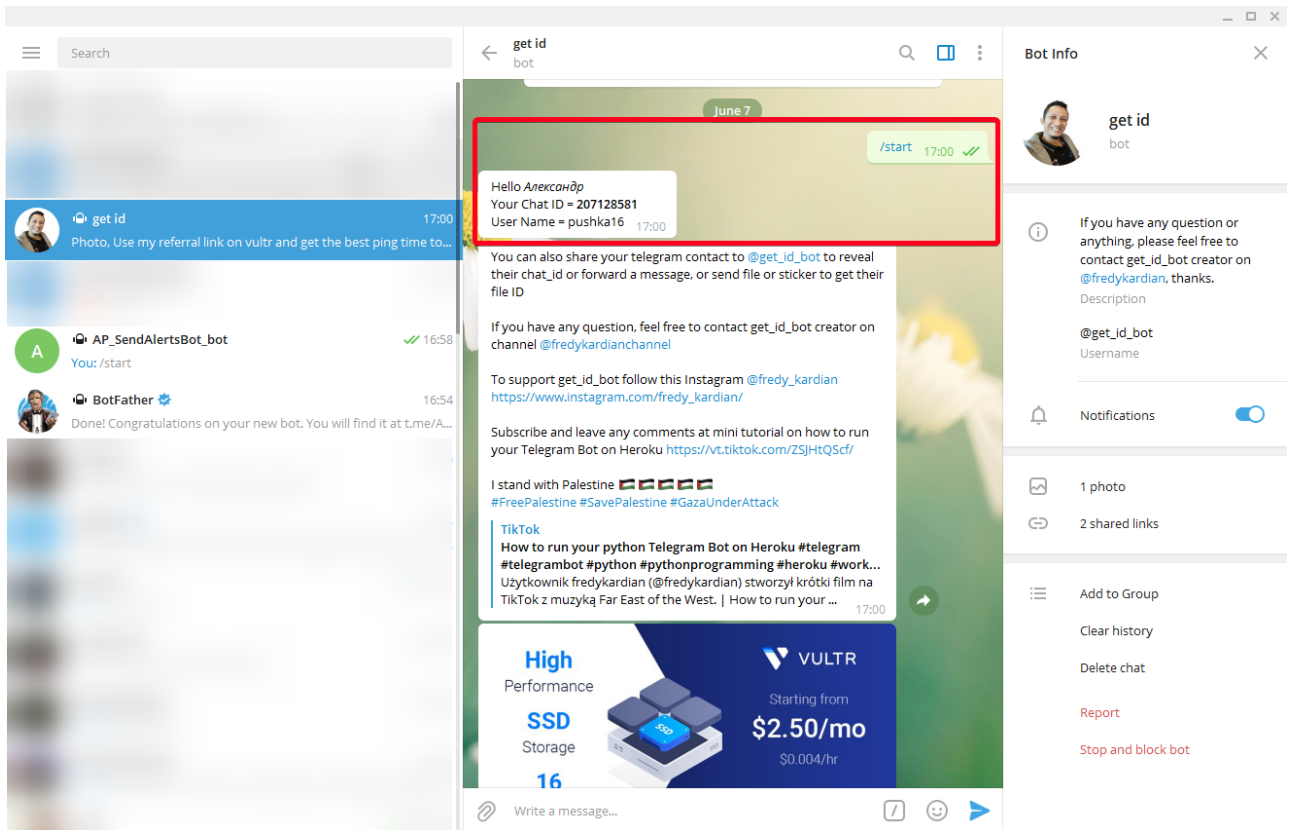 Search
get id
17:00
Photo, Use my referral link on vultr and get the best ping time to...
A
AP_SendAlertsBot_bot
16:58
You: /start
BotFather
16:54
Done! Congratulations on your new bot. You will find it at t.me/A...
get id
bot
June 7
/start 17:00
Hello Александр
Your Chat ID = 207128581
User Name = pushka16 17:00
You can also share your telegram contact to @get_id_bot to reveal
their chat_id or forward a message, or send file or sticker to get their
file ID
If you have any question, feel free to contact get_id_bot creator on
channel @fredykardianchannel
To support get_id_bot follow this Instagram @fredy_kardian
https://www.instagram.com/fredy_kardian/
Subscribe and leave any comments at mini tutorial on how to run
your Telegram Bot on Heroku https://vt.tiktok.com/ZSJHtQScf/
I stand with Palestine 🇵🇸🇵🇸🇵🇸🇵🇸🇵🇸
#FreePalestine #SavePalestine #GazaUnderAttack
TikTok
How to run your python Telegram Bot on Heroku #telegram
#telegrambot #python #pythonprogramming #heroku #work...
Użytkownik fredykardian (@fredykardian) stworzył krótki film na
TikTok z muzyką Far East of the West. | How to run your ...
17:00
High
Performance
SSD
Storage
16
SSD
VULTR
Starting from
$2.50/mo
$0.004/hr
Write a message...
Bot Info
get id
bot
If you have any question or
anything, please feel free to
contact get_id_bot creator on
@fredykardian, thanks.
Description
@get_id_bot
Username
Notifications
1 photo
2 shared links
Add to Group
Clear history
Delete chat
Report
Stop and block bot